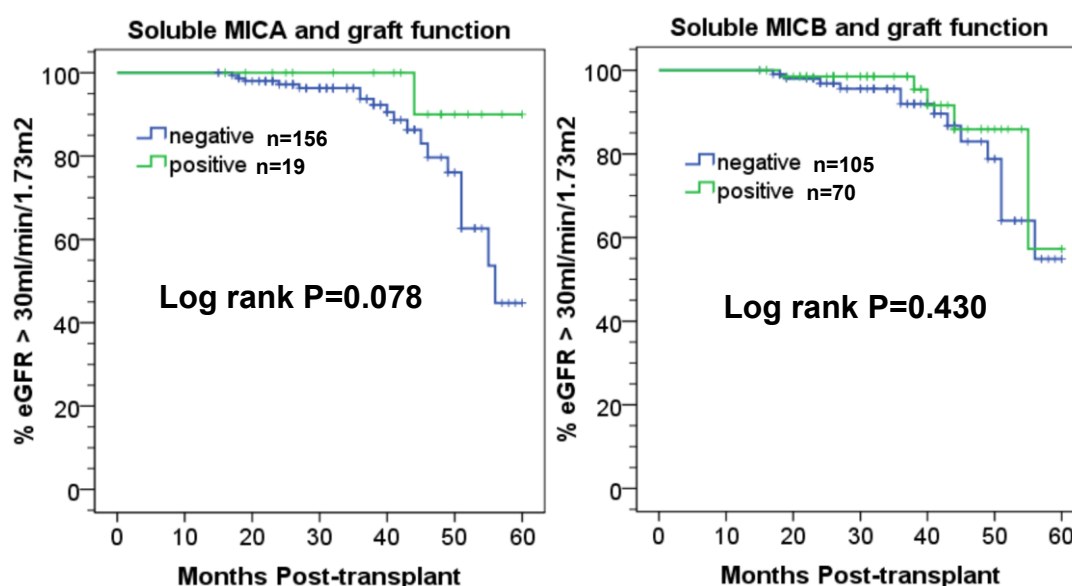 Soluble MICA and graft function
% eGFR > 30ml/min/1.73m2
100
80
60
40
20
0
negative n=156
positive n=19
Log rank P=0.078
0 10 20 30 40 50 60
Months Post-transplant
Soluble MICB and graft function
% eGFR > 30ml/min/1.73m2
100
80
60
40
20
0
negative n=105
positive n=70
Log rank P=0.430
0 10 20 30 40 50 60
Months Post-transplant